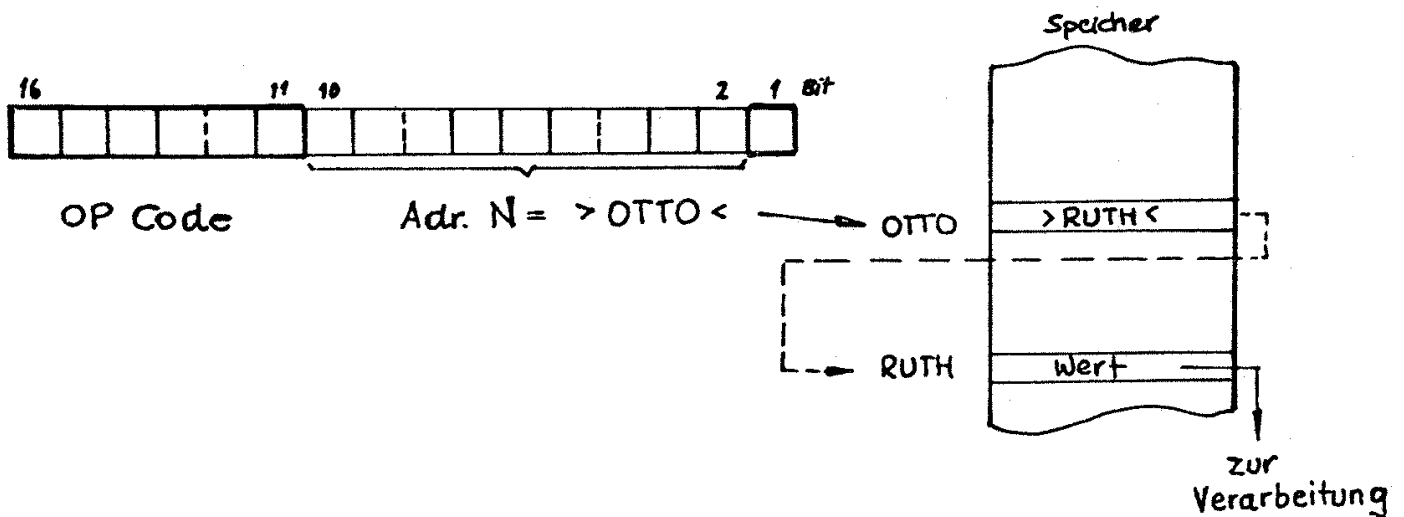 Speicher
16 11 10 2 1 Bit
OP Code
Adr. N = >OTTO<
OTTO
>RUTH<
RUTH
Wert
zur
Verarbeitung